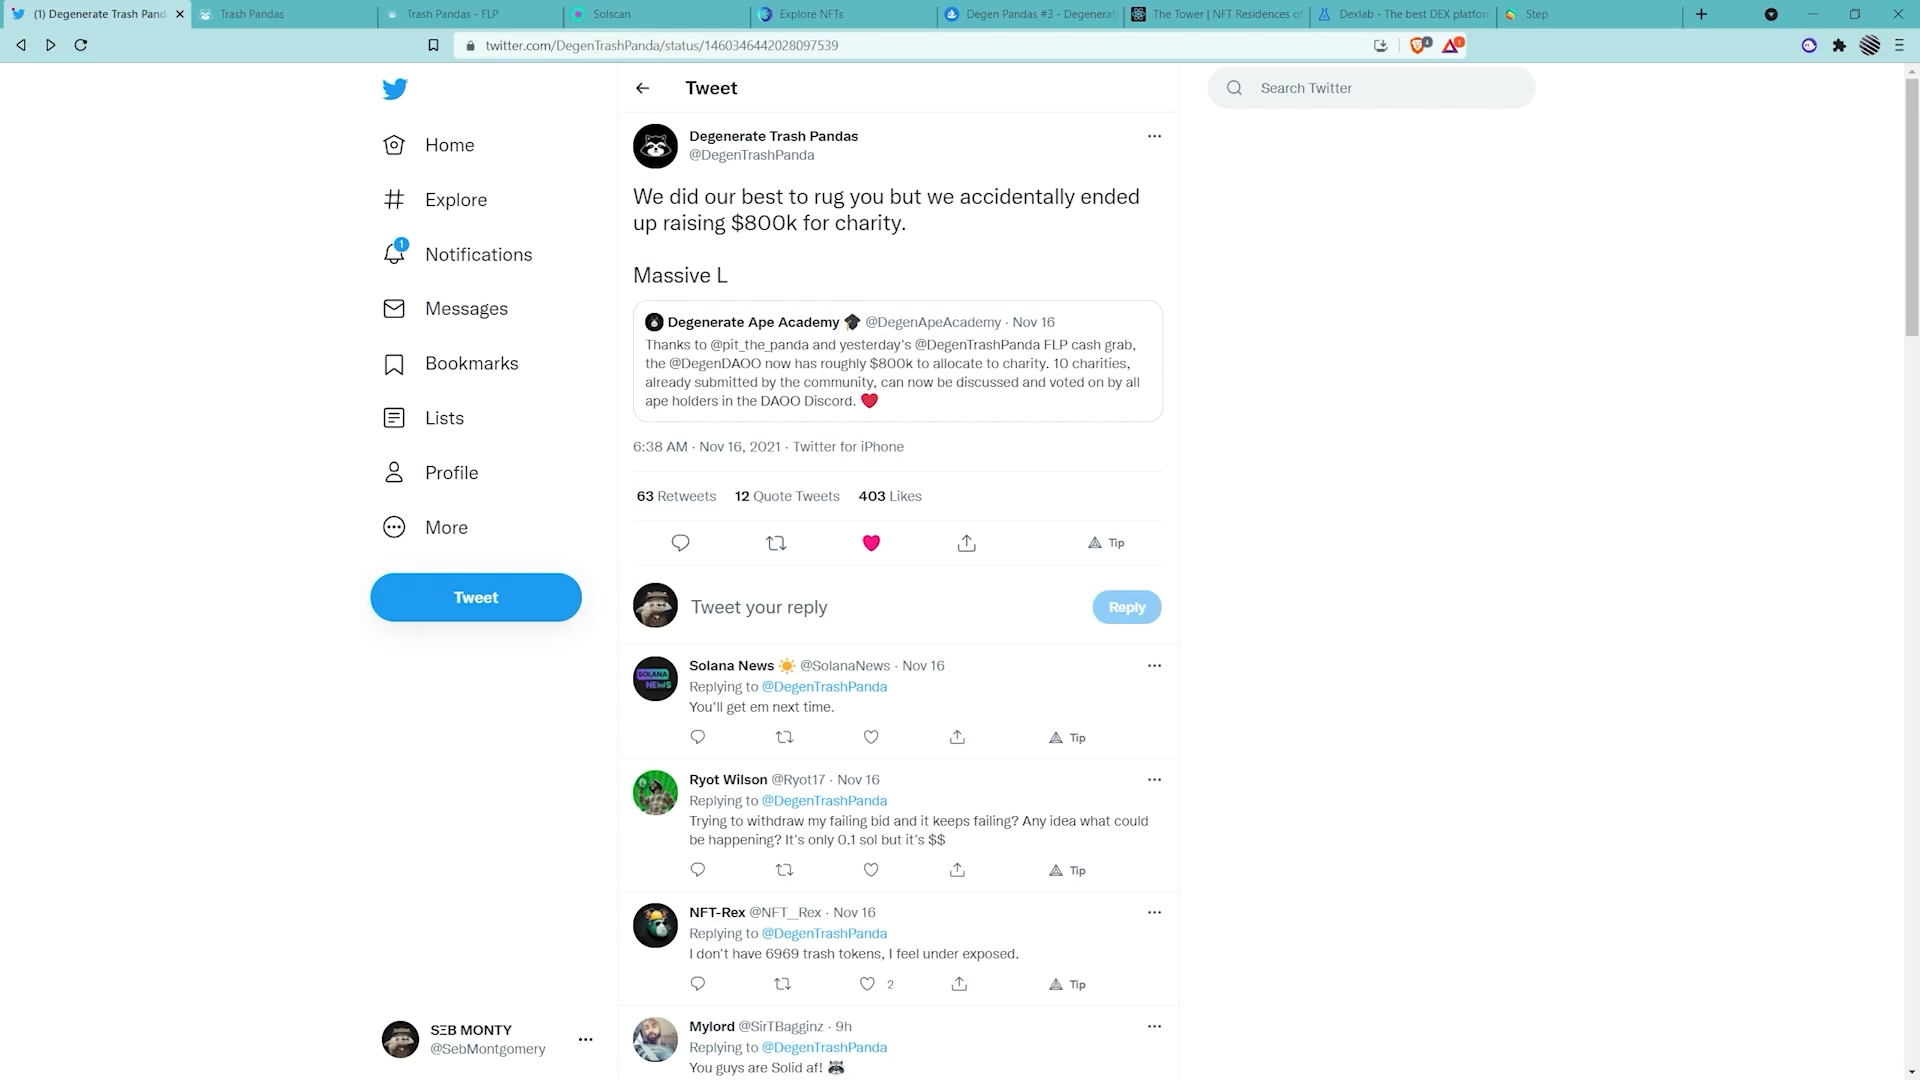 (1) Degenerate Trash Pand
Trash Pandas
Trash Pandas - FLP
Solscan
Explore NFTs
Degen Pandas #3 - Degenerat
The Tower | NFT Residences of
Dexlab - The best DEX platform
Step
twitter.com/DegenTrashPanda/status/1460346442028097539
4
1
Home
Explore
1
Notifications
Messages
Bookmarks
Lists
Profile
More
Tweet
SΞB MONTY
@SebMontgomery
Tweet
Search Twitter
Degenerate Trash Pandas
@DegenTrashPanda
We did our best to rug you but we accidentally ended
up raising $800k for charity.
Massive L
Degenerate Ape Academy 🎓 @DegenApeAcademy · Nov 16
Thanks to @pit_the_panda and yesterday's @DegenTrashPanda FLP cash grab,
the @DegenDAOO now has roughly $800k to allocate to charity. 10 charities,
already submitted by the community, can now be discussed and voted on by all
ape holders in the DAOO Discord. ❤️
6:38 AM · Nov 16, 2021 · Twitter for iPhone
63 Retweets 12 Quote Tweets 403 Likes
Tip
Tweet your reply
Reply
Solana News ☀️ @SolanaNews · Nov 16
Replying to @DegenTrashPanda
You'll get em next time.
Tip
Ryot Wilson @Ryot17 · Nov 16
Replying to @DegenTrashPanda
Trying to withdraw my failing bid and it keeps failing? Any idea what could
be happening? It's only 0.1 sol but it's $$
Tip
NFT-Rex @NFT__Rex · Nov 16
Replying to @DegenTrashPanda
I don't have 6969 trash tokens, I feel under exposed.
2
Tip
Mylord @SirTBagginz · 9h
Replying to @DegenTrashPanda
You guys are Solid af! 🦝
SOLANA
NEWS